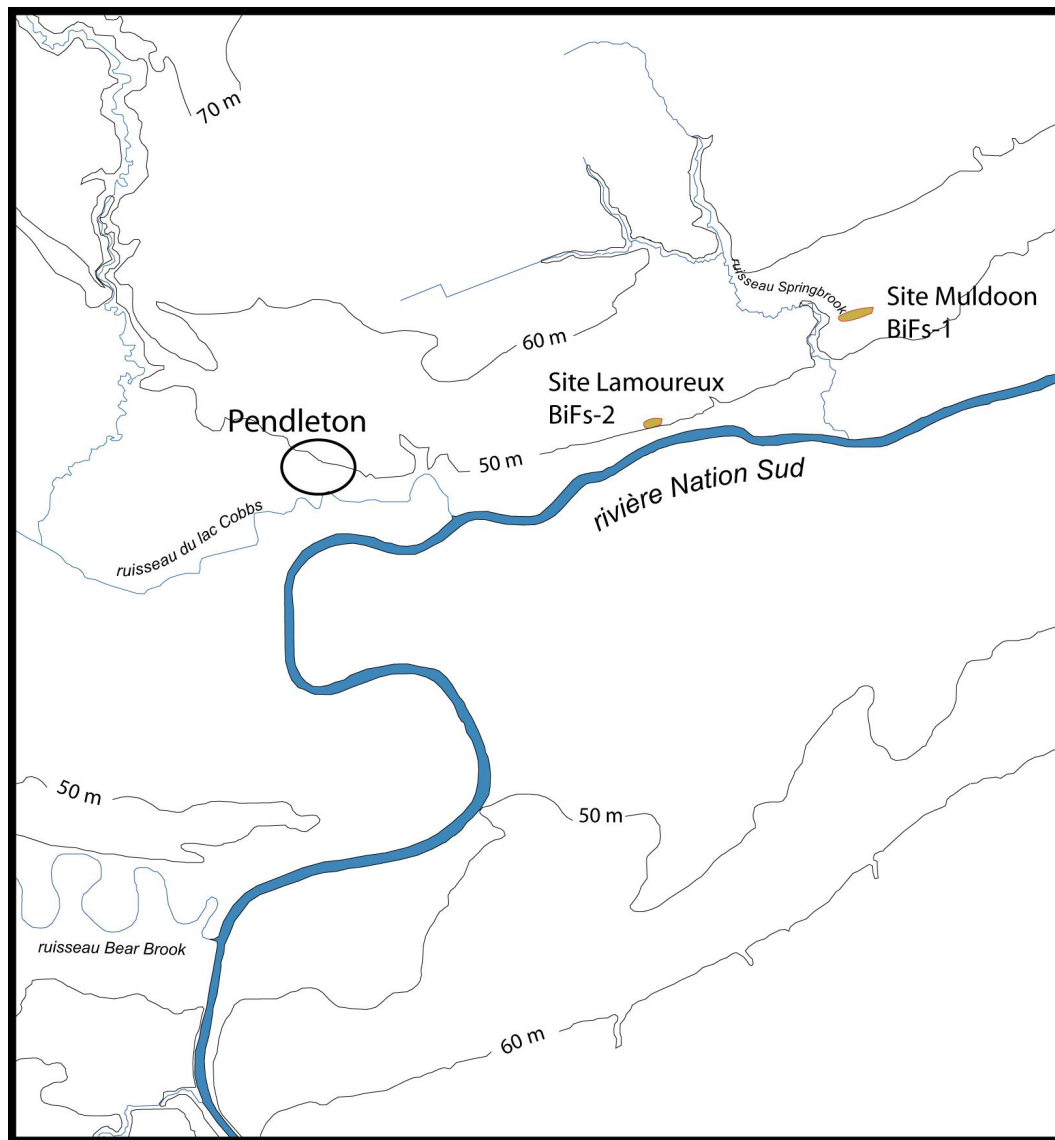 70 m
ruisseau Springbrook
Site Muldoon
BiFs-1
60 m
Site Lamoureux
BiFs-2
Pendleton
50 m
rivière Nation Sud
ruisseau du lac Cobbs
50 m
50 m
ruisseau Bear Brook
60 m